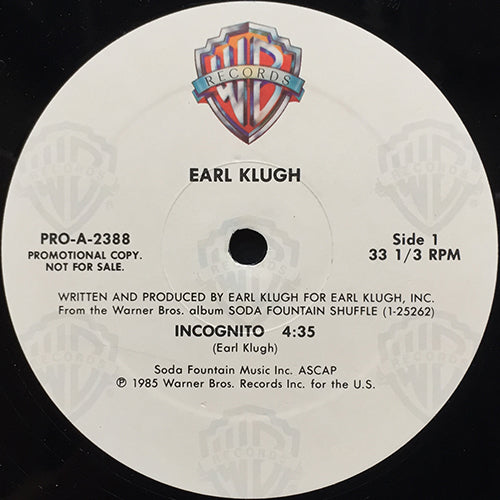 WB
RECORDS
EARL KLUGH
PRO-A-2388
PROMOTIONAL COPY.
NOT FOR SALE.
Side 1
33 1/3 RPM
WRITTEN AND PRODUCED BY EARL KLUGH FOR EARL KLUGH, INC.
From the Warner Bros. album SODA FOUNTAIN SHUFFLE (1-25262)
INCOGNITO 4:35
(Earl Klugh)
Soda Fountain Music Inc. ASCAP
℗ 1985 Warner Bros. Records Inc. for the U.S.